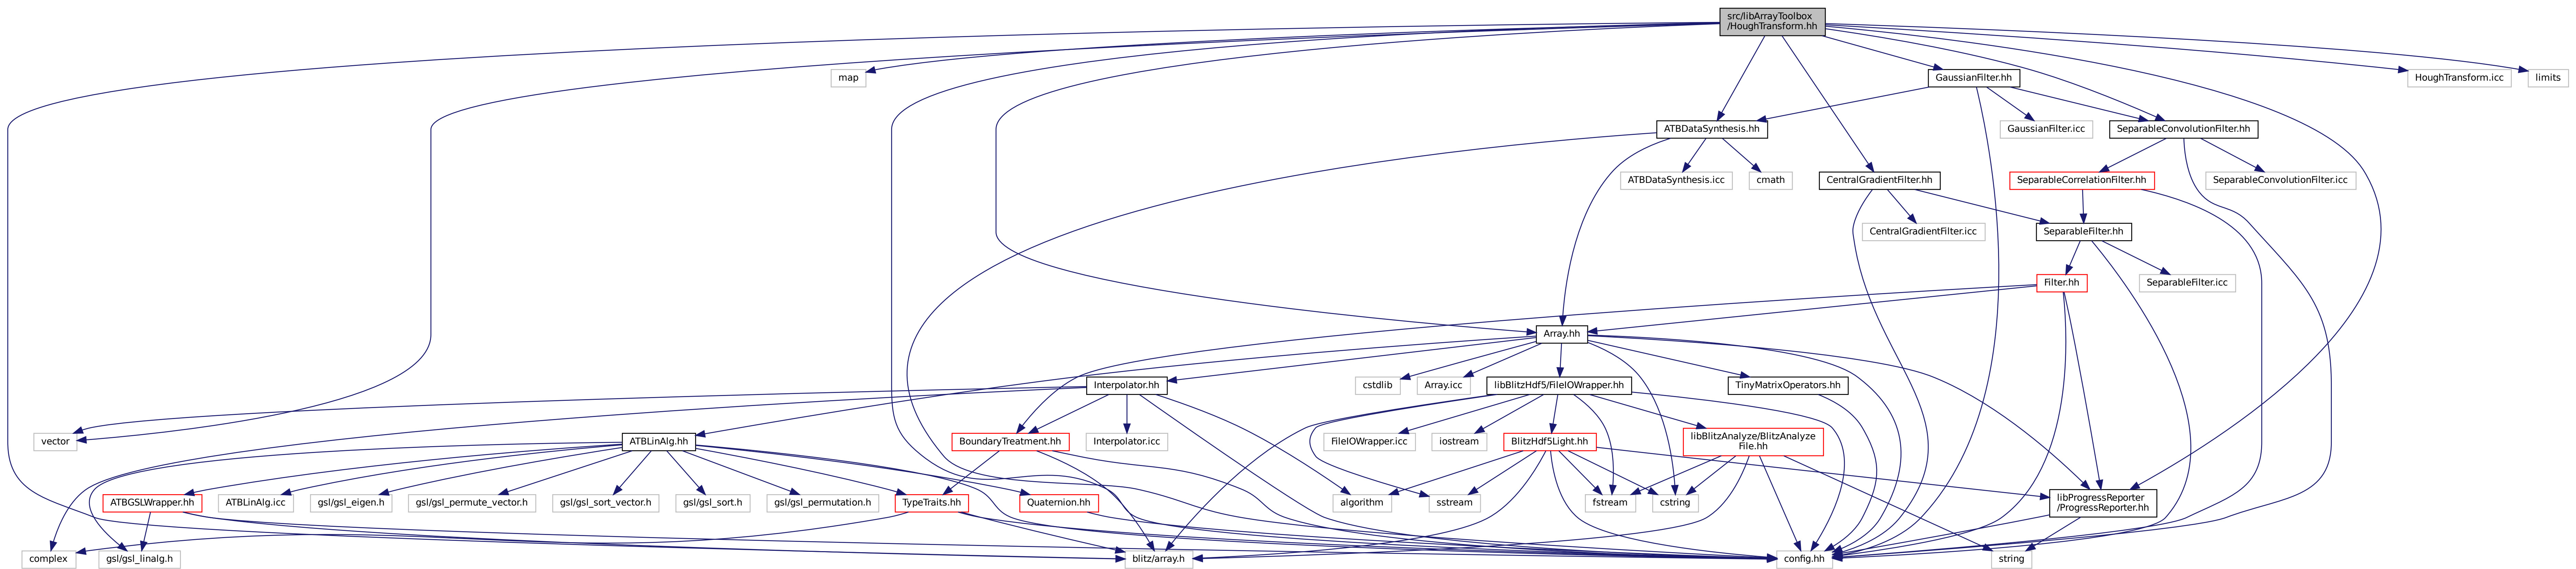 src/libArrayToolbox
/HoughTransform.hh
map
GaussianFilter.hh
HoughTransform.icc
limits
ATBDataSynthesis.hh
GaussianFilter.icc
SeparableConvolutionFilter.hh
ATBDataSynthesis.icc
cmath
CentralGradientFilter.hh
SeparableCorrelationFilter.hh
SeparableConvolutionFilter.icc
CentralGradientFilter.icc
SeparableFilter.hh
Filter.hh
SeparableFilter.icc
Array.hh
Interpolator.hh
cstdlib
Array.icc
libBlitzHdf5/FileIOWrapper.hh
TinyMatrixOperators.hh
vector
ATBLinAlg.hh
BoundaryTreatment.hh
Interpolator.icc
FileIOWrapper.icc
iostream
BlitzHdf5Light.hh
libBlitzAnalyze/BlitzAnalyze
File.hh
ATBGSLWrapper.hh
ATBLinAlg.icc
gsl/gsl_eigen.h
gsl/gsl_permute_vector.h
gsl/gsl_sort_vector.h
gsl/gsl_sort.h
gsl/gsl_permutation.h
TypeTraits.hh
Quaternion.hh
algorithm
sstream
fstream
cstring
libProgressReporter
/ProgressReporter.hh
complex
gsl/gsl_linalg.h
blitz/array.h
config.hh
string